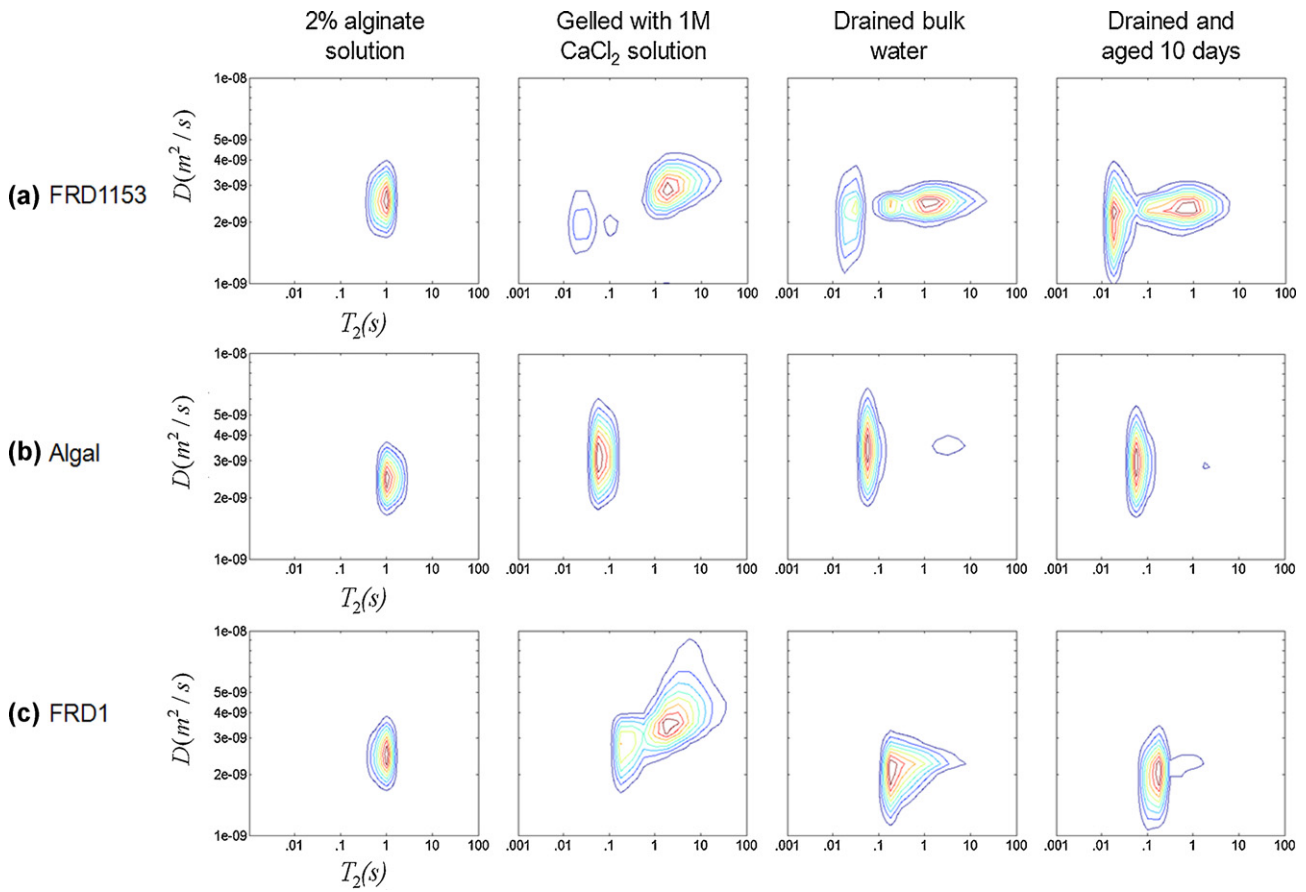 2% alginate solution
Gelled with 1M CaCl2 solution
Drained bulk water
Drained and aged 10 days
(a) FRD1153
D(m² / s)
1e-08
5e-09
4e-09
3e-09
2e-09
1e-09
.01 .1 1 10 100
.001 .01 .1 1 10 100
.001 .01 .1 1 10 100
.001 .01 .1 1 10 100
T2(s)
(b) Algal
D(m² / s)
1e-08
5e-09
4e-09
3e-09
2e-09
1e-09
.01 .1 1 10 100
.001 .01 .1 1 10 100
.001 .01 .1 1 10 100
.001 .01 .1 1 10 100
T2(s)
(c) FRD1
D(m² / s)
1e-08
5e-09
4e-09
3e-09
2e-09
1e-09
.01 .1 1 10 100
.001 .01 .1 1 10 100
.001 .01 .1 1 10 100
.001 .01 .1 1 10 100
T2(s)